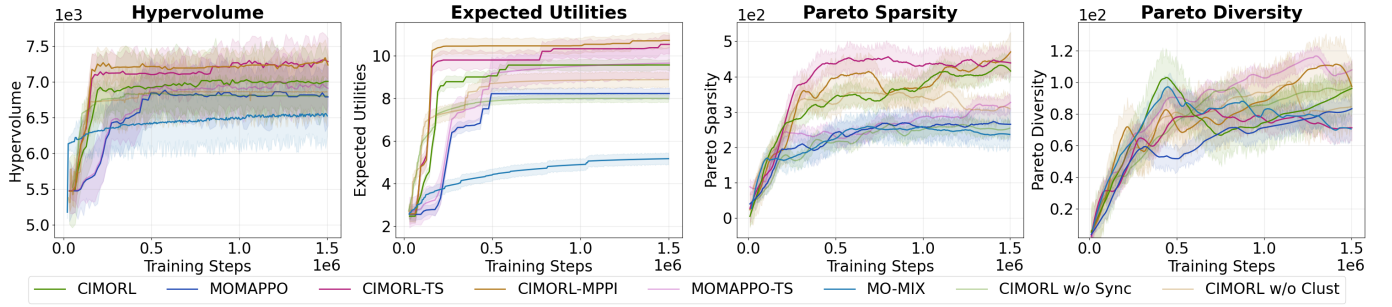 Hypervolume
1e3
7.5
7.0
6.5
6.0
5.5
5.0
Hypervolume
0.0 0.5 1.0 1.5
Training Steps 1e6
Expected Utilities
10
8
6
4
2
Expected Utilities
0.0 0.5 1.0 1.5
Training Steps 1e6
Pareto Sparsity
1e2
5
4
3
2
1
0
Pareto Sparsity
0.0 0.5 1.0 1.5
Training Steps 1e6
Pareto Diversity
1e2
1.2
1.0
0.8
0.6
0.4
0.2
Pareto Diversity
0.0 0.5 1.0 1.5
Training Steps 1e6
CIMORL MOMAPPO CIMORL-TS CIMORL-MPPI MOMAPPO-TS MO-MIX CIMORL w/o Sync CIMORL w/o Clust